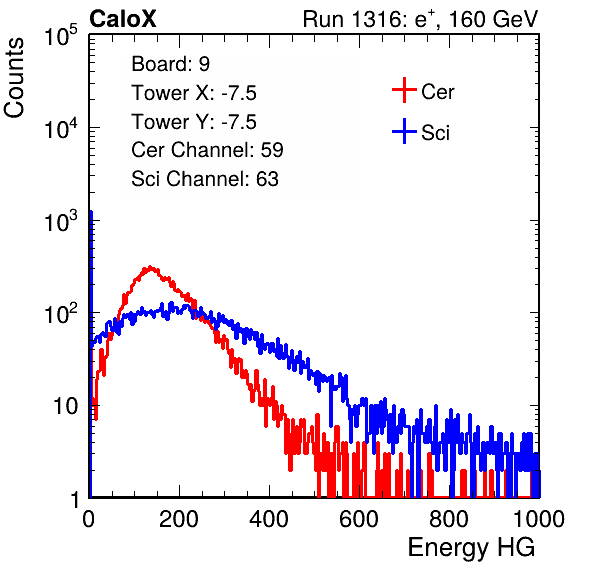 CaloX Run 1316: e⁺, 160 GeV
Counts
10⁵
10⁴
10³
10²
10
1
Board: 9
Tower X: -7.5
Tower Y: -7.5
Cer Channel: 59
Sci Channel: 63
Cer
Sci
0 200 400 600 800 1000
Energy HG